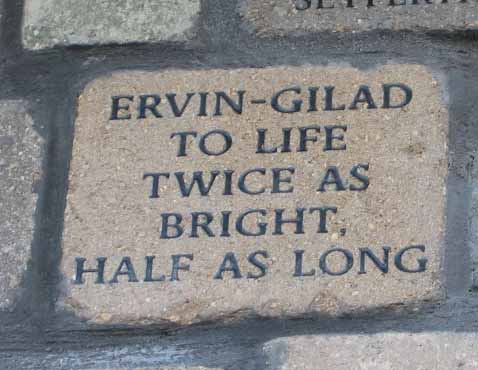 ERVIN-GILAD
TO LIFE
TWICE AS
BRIGHT,
HALF AS LONG